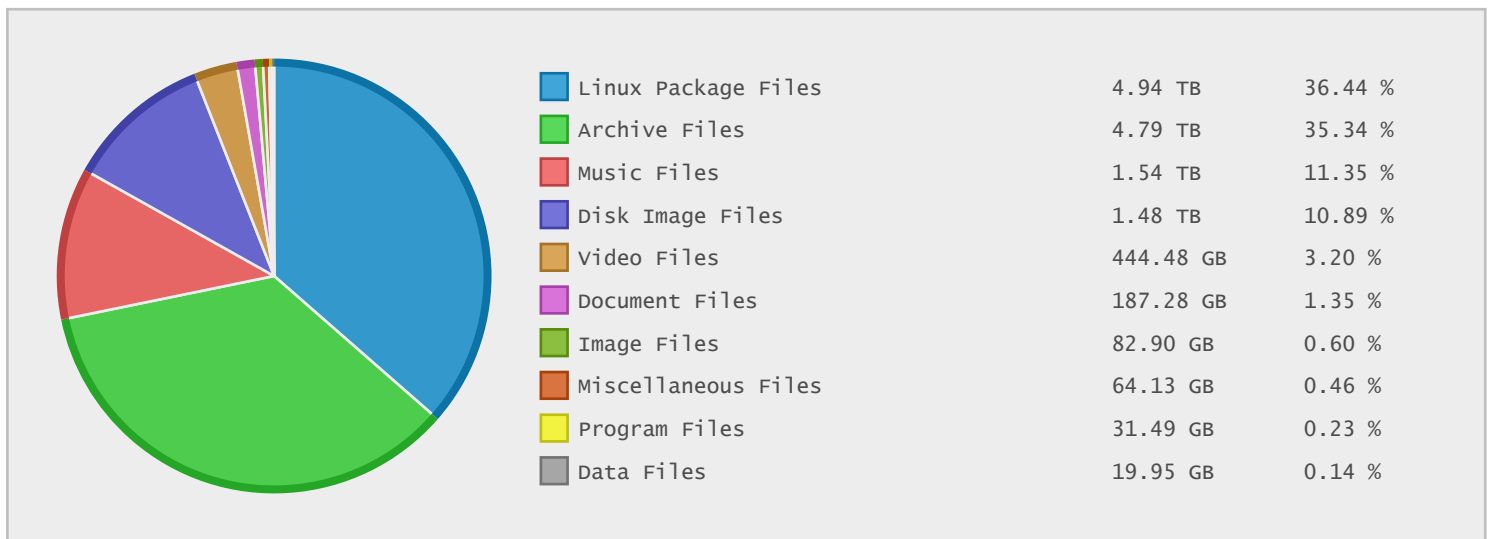 Linux Package Files 4.94 TB 36.44 %
Archive Files 4.79 TB 35.34 %
Music Files 1.54 TB 11.35 %
Disk Image Files 1.48 TB 10.89 %
Video Files 444.48 GB 3.20 %
Document Files 187.28 GB 1.35 %
Image Files 82.90 GB 0.60 %
Miscellaneous Files 64.13 GB 0.46 %
Program Files 31.49 GB 0.23 %
Data Files 19.95 GB 0.14 %